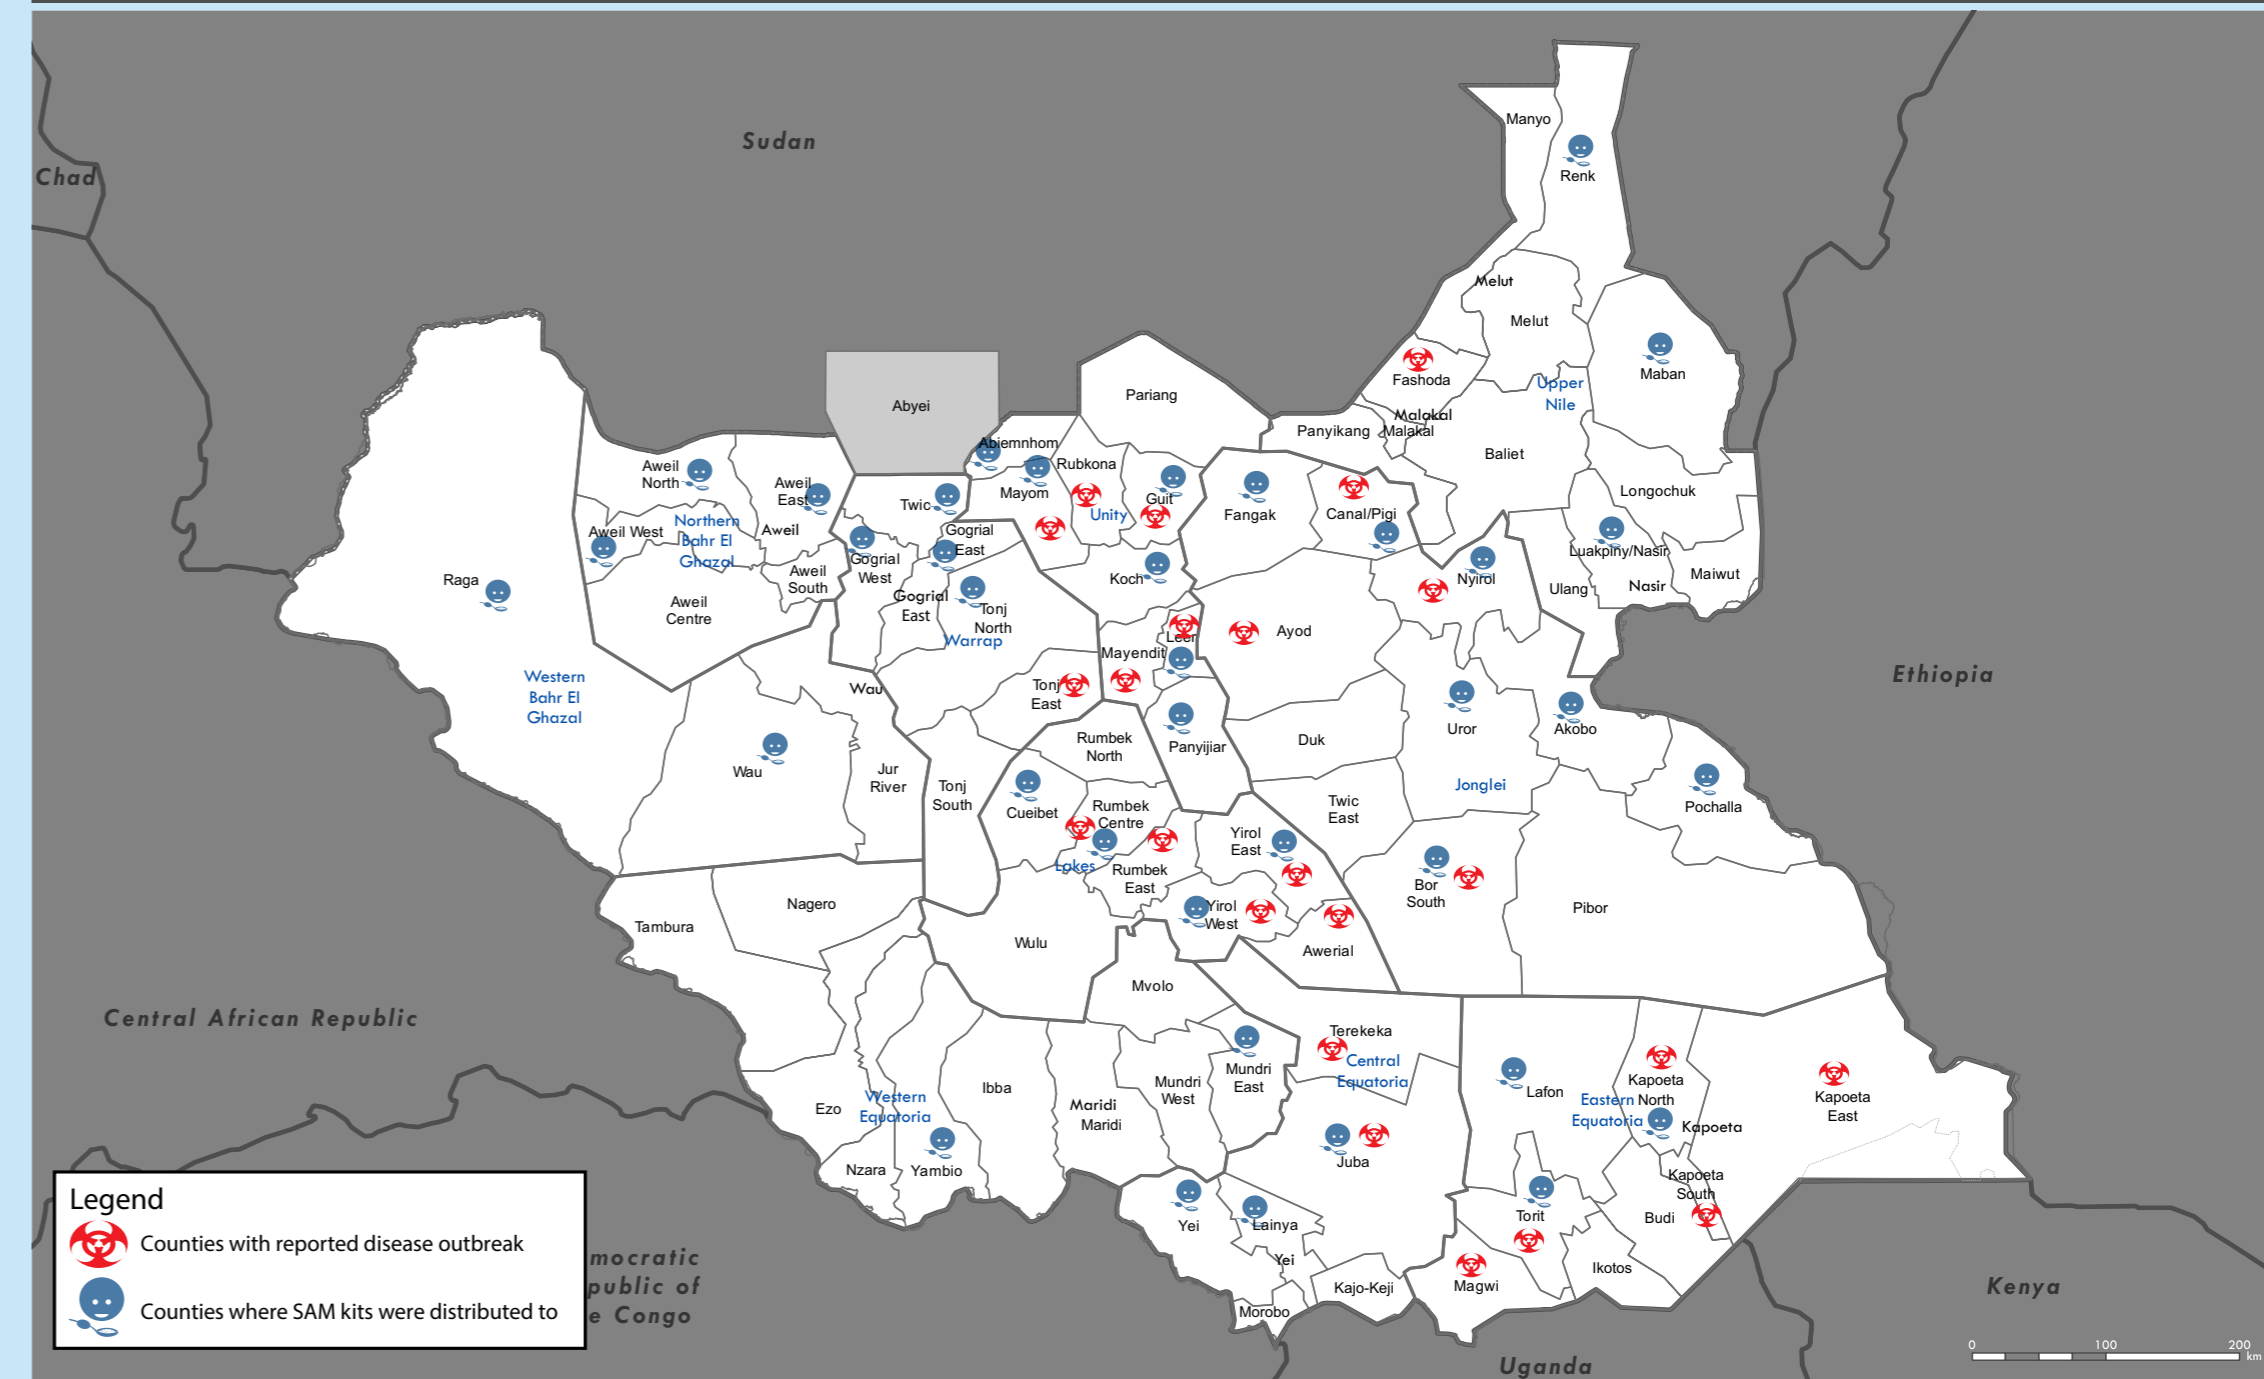 Sudan
Chad
Manyo
Renk
Melut
Melut
Maban
Fashoda
Upper
Nile
Pariang
Abyei
Malakal
Malakal
Panyikang
Baliet
Abiemnhom
Rubkona
Mayom
Guit
Unity
Fangak
Canal/Pigi
Longochuk
Luakpiny/Nasir
Nasir
Maiwut
Ulang
Nyirol
Aweil
North
Aweil
East
Aweil West
Northern
Bahr El
Ghazal
Aweil
Aweil
South
Aweil
Centre
Twic
Gogrial
East
Gogrial
West
Gogrial
East
Tonj
North
Warrap
Koch
Leer
Mayendit
Ayod
Raga
Western
Bahr El
Ghazal
Wau
Wau
Jur
River
Tonj
East
Tonj
South
Rumbek
North
Panyijiar
Duk
Uror
Akobo
Ethiopia
Jonglei
Pochalla
Cueibet
Rumbek
Centre
Lakes
Rumbek
East
Yirol
East
Yirol
West
Twic
East
Bor
South
Pibor
Awerial
Nagero
Tambura
Wulu
Mvolo
Central African Republic
Terekeka
Central
Equatoria
Mundri
East
Mundri
West
Ibba
Maridi
Maridi
Western
Equatoria
Ezo
Nzara
Yambio
Juba
Lafon
Kapoeta
North
Eastern
Equatoria
Kapoeta
Kapoeta
East
Kapoeta
South
Budi
Torit
Ikotos
Magwi
Yei
Lainya
Yei
Kajo-Keji
Morobo
Kenya
Uganda
mocratic
public of
e Congo
Legend
Counties with reported disease outbreak
Counties where SAM kits were distributed to
0 100 200
km